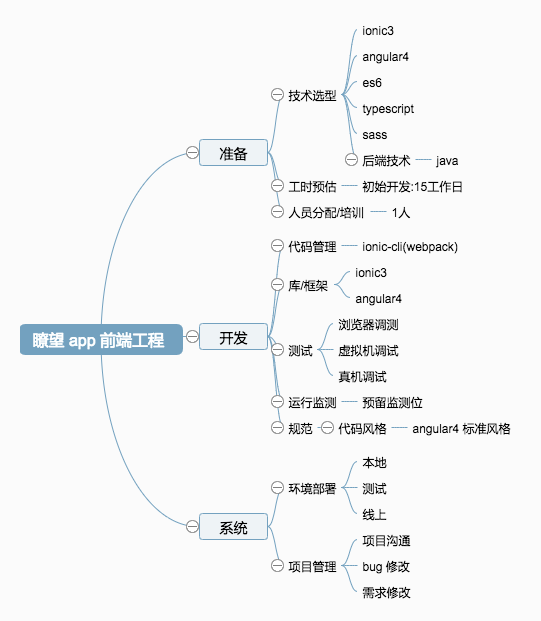 瞭望 app 前端工程
准备
技术选型
ionic3
angular4
es6
typescript
sass
后端技术
java
工时预估
初始开发:15工作日
人员分配/培训
1人
开发
代码管理
ionic-cli(webpack)
库/框架
ionic3
angular4
测试
浏览器调测
虚拟机调试
真机调试
运行监测
预留监测位
规范
代码风格
angular4 标准风格
系统
环境部署
本地
测试
线上
项目管理
项目沟通
bug 修改
需求修改